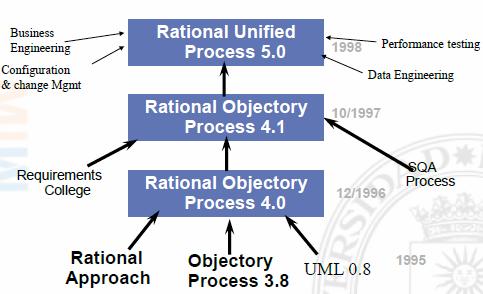 Business
Engineering
Rational Unified
Process 5.0
1998
Performance testing
Configuration
& change Mgmt
Data Engineering
Rational Objectory
Process 4.1
10/1997
Requirements
College
SQA
Process
Rational Objectory
Process 4.0
12/1996
Rational
Approach
Objectory
Process 3.8
UML 0.8
1995